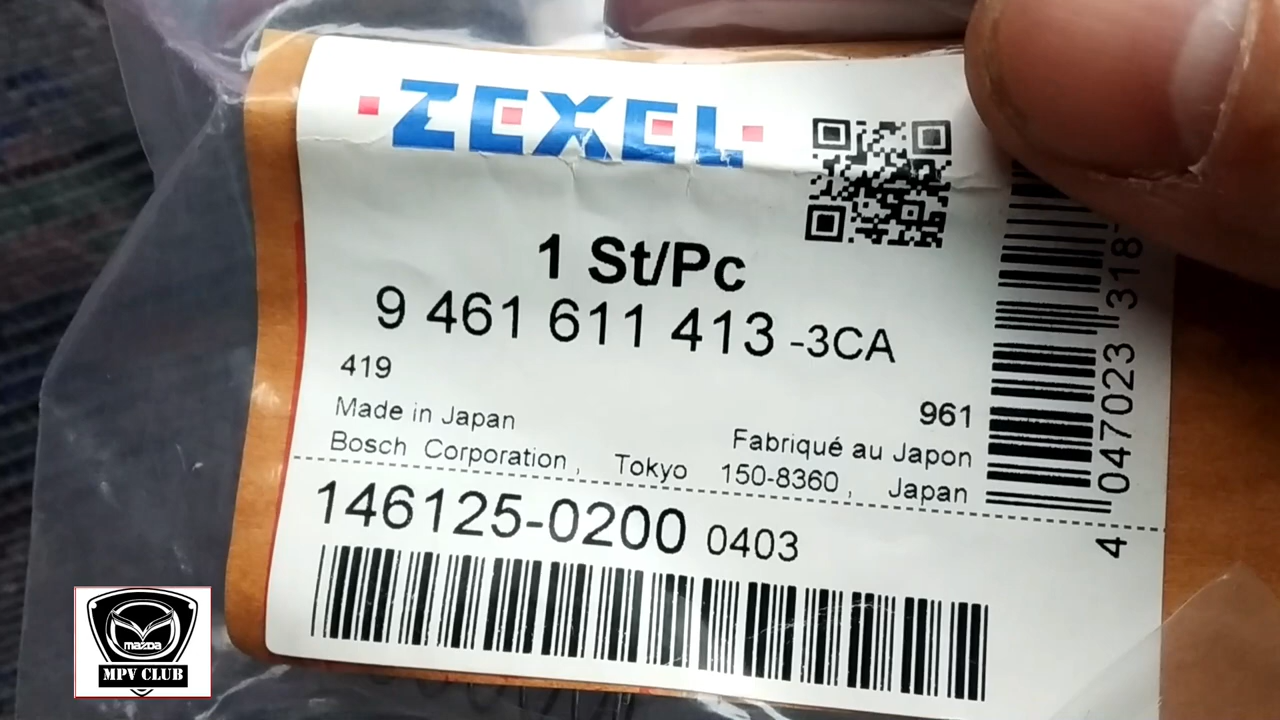 ZEXEL
1 St/Pc
9 461 611 413 -3CA
419
961
Made in Japan
Fabriqué au Japon
Bosch Corporation, Tokyo 150-8360, Japan
146125-0200 0403
4 047023 318
mazda
MPV CLUB